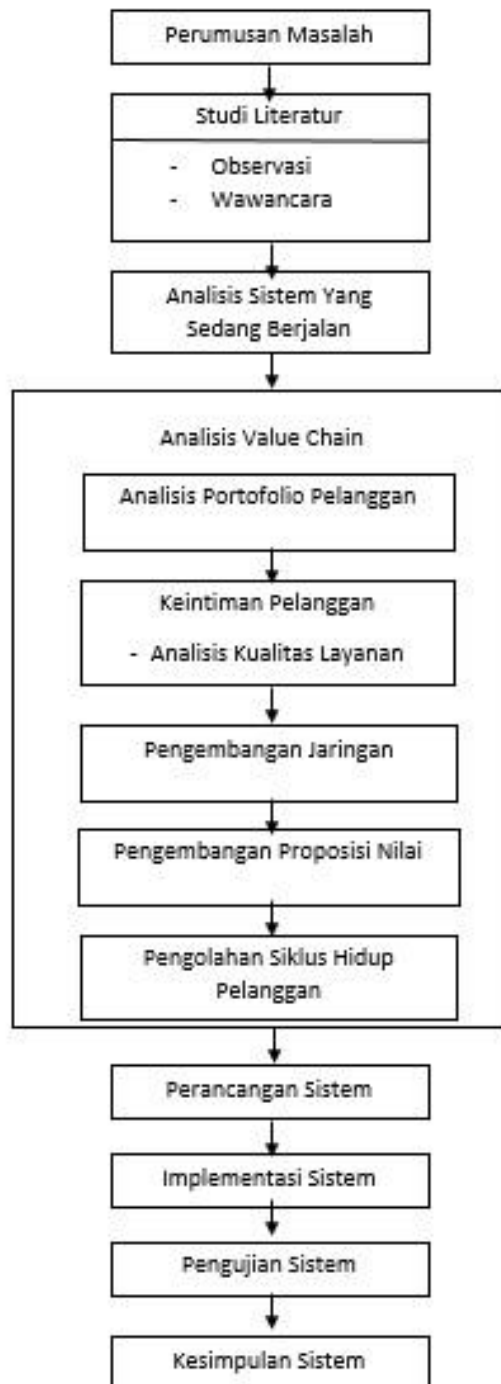 Perumusan Masalah
Studi Literatur
- Observasi
- Wawancara
Analisis Sistem Yang
Sedang Berjalan
Analisis Value Chain
Analisis Portofolio Pelanggan
Keintiman Pelanggan
- Analisis Kualitas Layanan
Pengembangan Jaringan
Pengembangan Proposisi Nilai
Pengolahan Siklus Hidup
Pelanggan
Perancangan Sistem
Implementasi Sistem
Pengujian Sistem
Kesimpulan Sistem